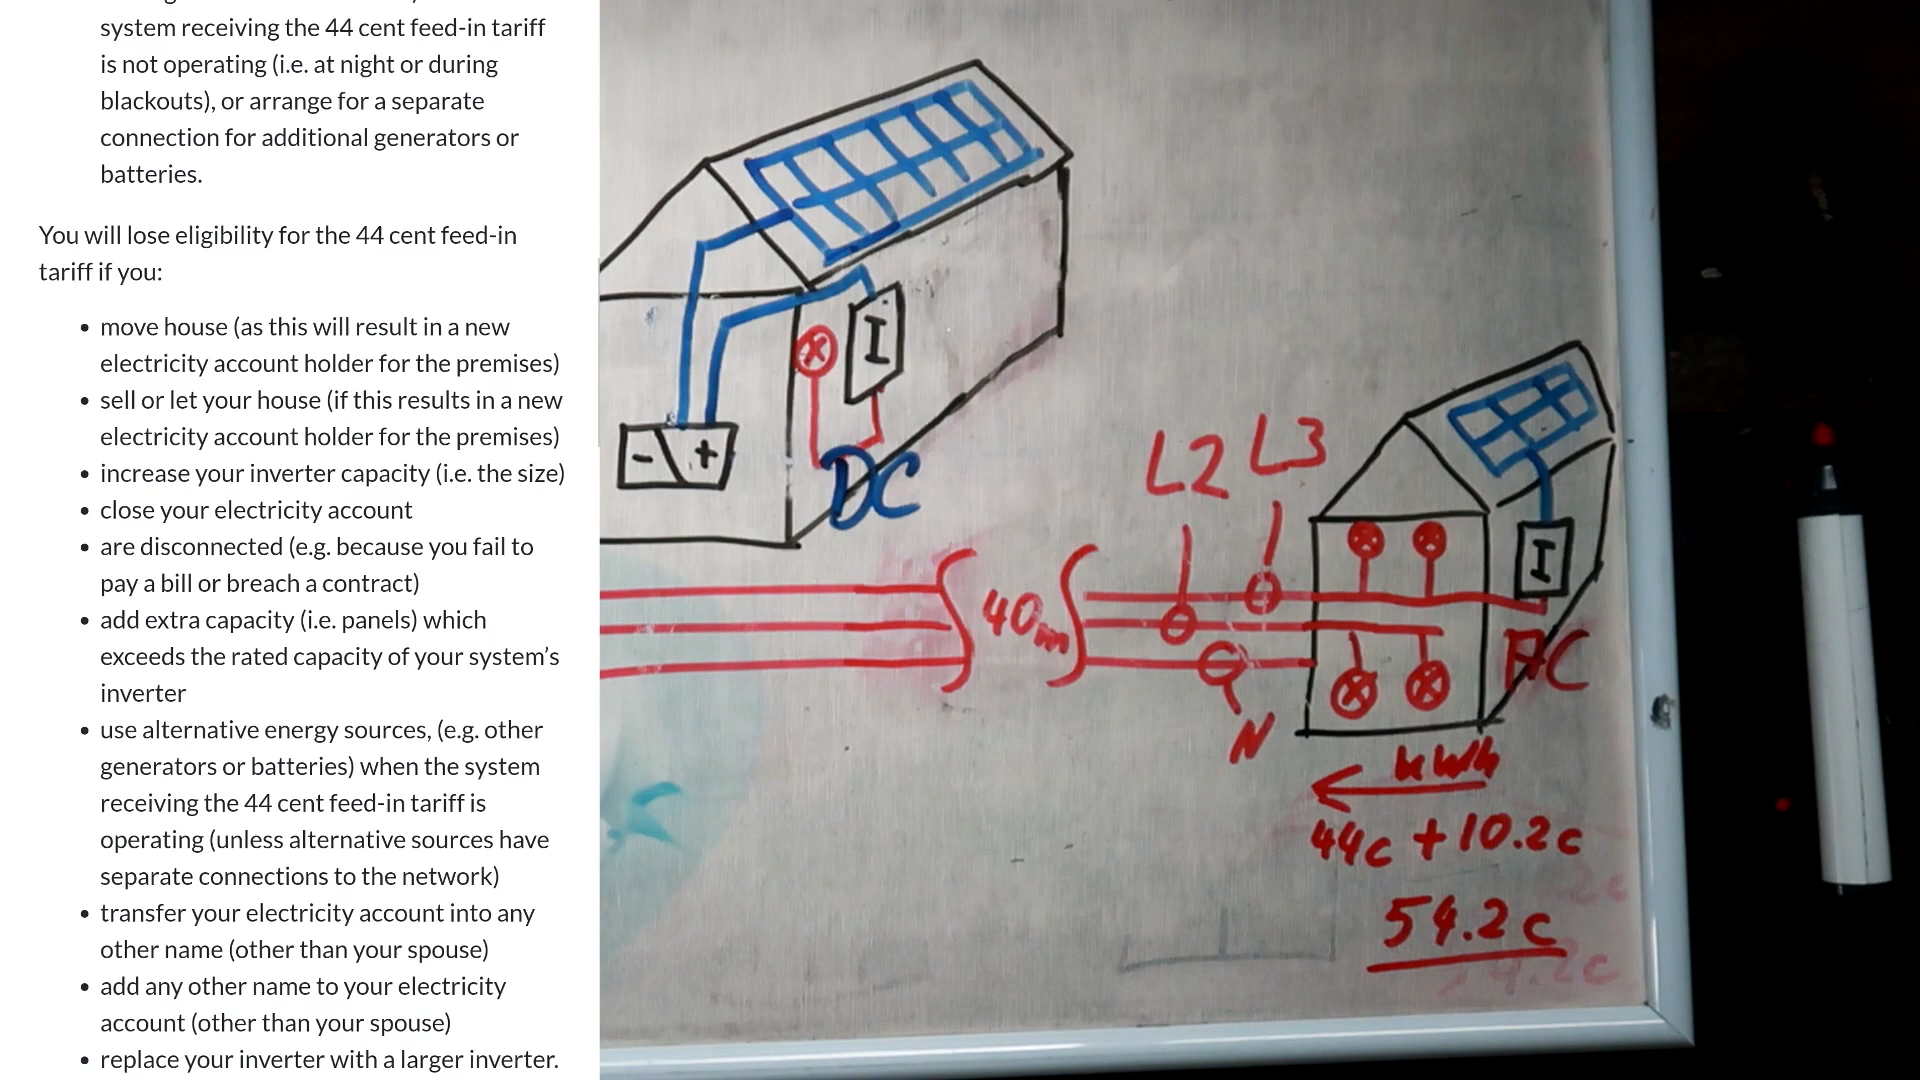 system receiving the 44 cent feed-in tariff
is not operating (i.e. at night or during
blackouts), or arrange for a separate
connection for additional generators or
batteries.
You will lose eligibility for the 44 cent feed-in
tariff if you:
• move house (as this will result in a new
electricity account holder for the premises)
• sell or let your house (if this results in a new
electricity account holder for the premises)
• increase your inverter capacity (i.e. the size)
• close your electricity account
• are disconnected (e.g. because you fail to
pay a bill or breach a contract)
• add extra capacity (i.e. panels) which
exceeds the rated capacity of your system’s
inverter
• use alternative energy sources, (e.g. other
generators or batteries) when the system
receiving the 44 cent feed-in tariff is
operating (unless alternative sources have
separate connections to the network)
• transfer your electricity account into any
other name (other than your spouse)
• add any other name to your electricity
account (other than your spouse)
• replace your inverter with a larger inverter.
I
- +
DC
L2 L3
40m
I
AC
N
kWh
44c + 10.2c
54.2c